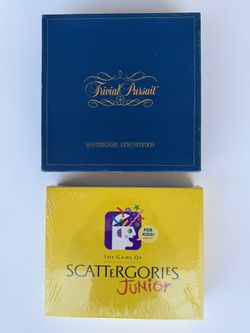 Trivial Pursuit
MASTER GAME · GENUS EDITION
FOR
KIDS!
THE GAME OF
SCATTERGORIES
JUNIOR